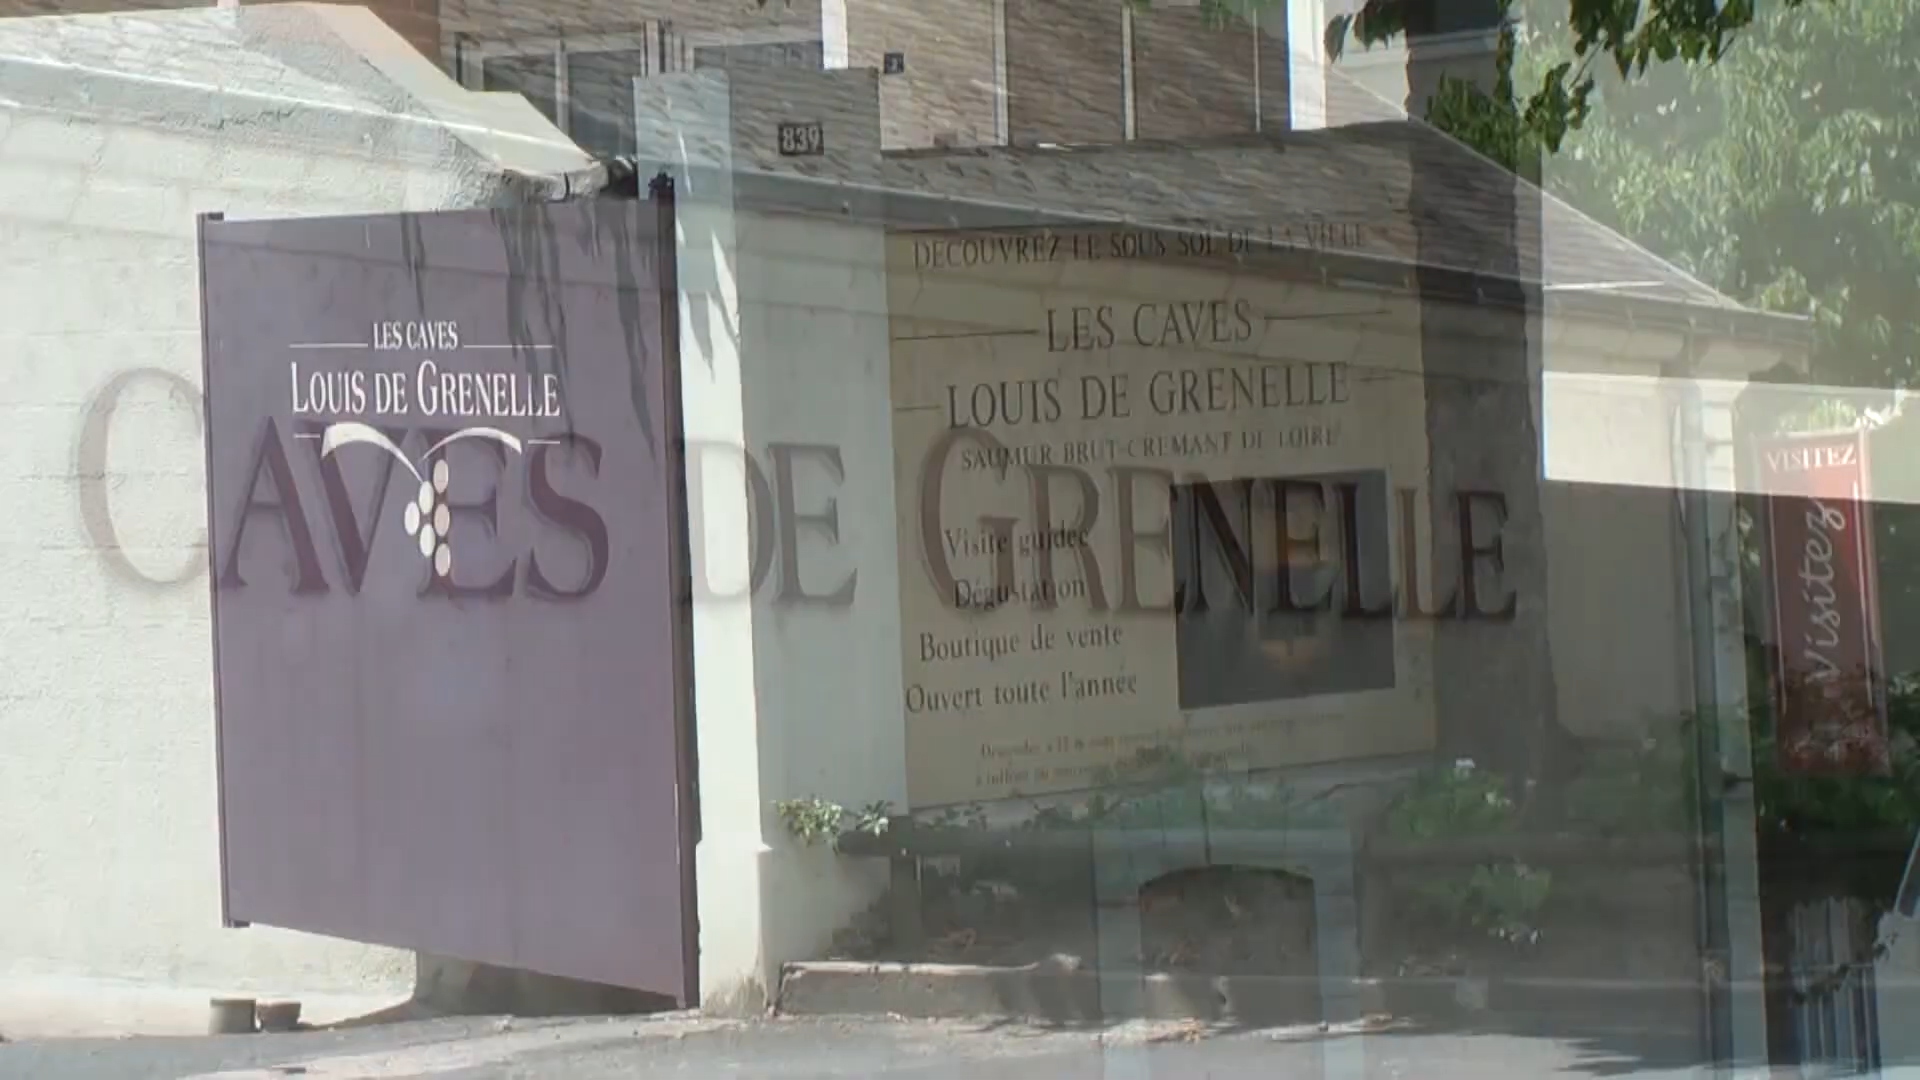 839
LES CAVES
LOUIS DE GRENELLE
CAVES DE GRENELLE
DECOUVREZ LE SOUS SOL DE LA VILLE
LES CAVES
LOUIS DE GRENELLE
SAUMUR BRUT-CREMANT DE LOIRE
Visite guidée
Dégustation
Boutique de vente
Ouvert toute l'année
VISITEZ
Visitez